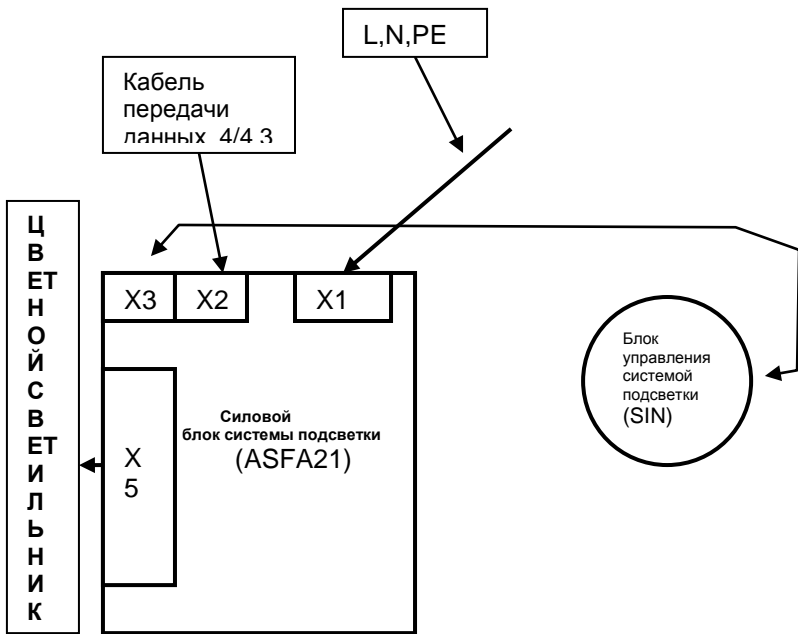 L,N,PE
Кабель
передачи
данных 4/4 3
Ц
В
ЕТ
Н
О
Й
С
В
ЕТ
И
Л
Ь
Н
И
К
X3
X2
X1
Блок
управления
системой
подсветки
(SIN)
Силовой
блок системы подсветки
(ASFA21)
X
5